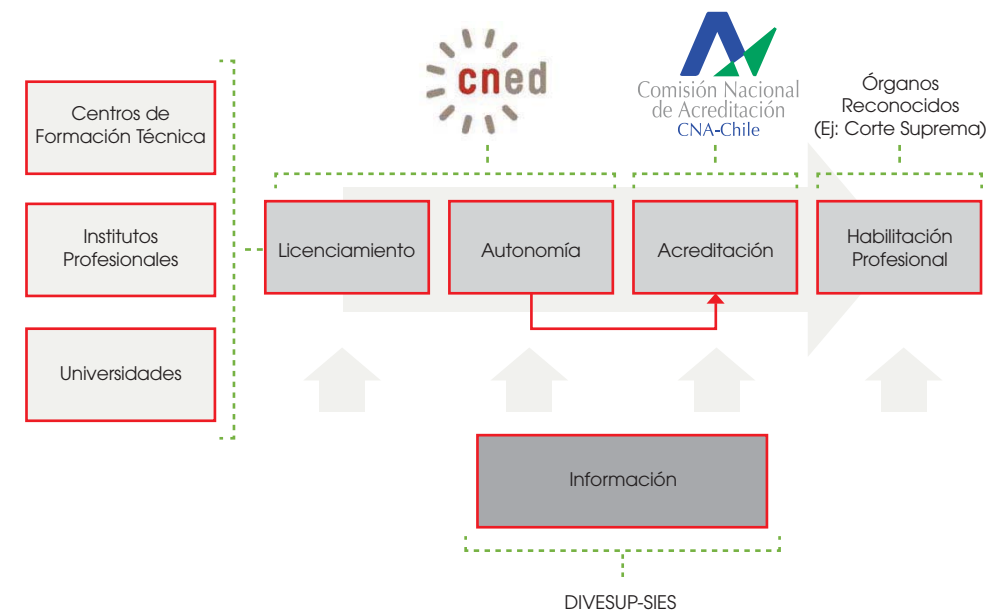 cned
Comisión Nacional
de Acreditación
CNA-Chile
Órganos
Reconocidos
(Ej: Corte Suprema)
Centros de
Formación Técnica
Institutos
Profesionales
Universidades
Licenciamiento
Autonomía
Acreditación
Habilitación
Profesional
Información
DIVESUP-SIES